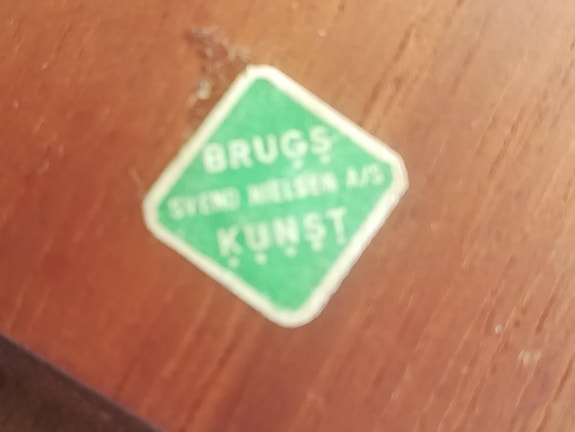 BRUGS
SVEND NIELSEN A/S
KUNST